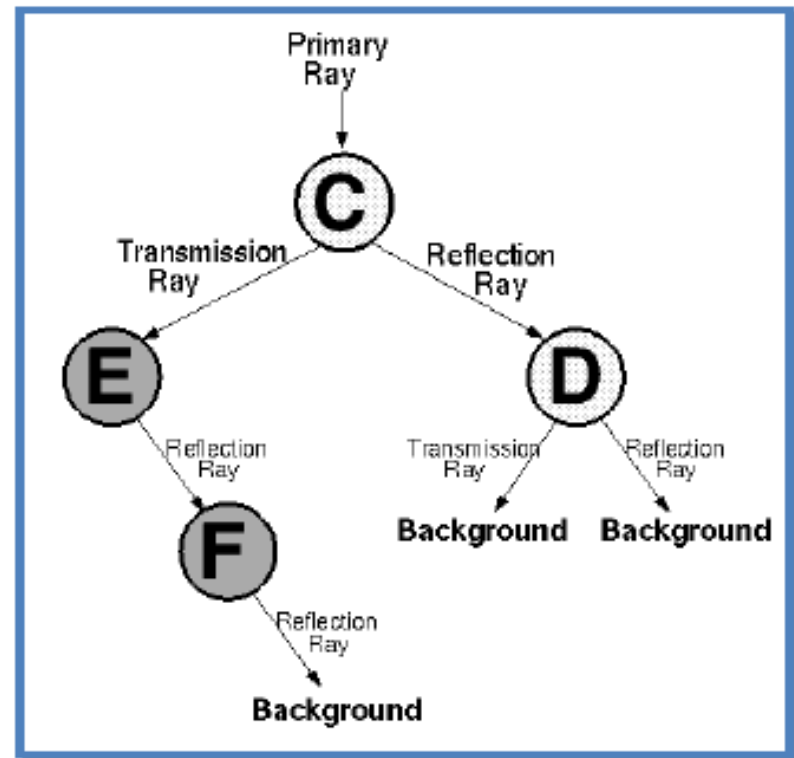 Primary
Ray
C
Transmission
Ray
Reflection
Ray
E
D
Reflection
Ray
Transmission
Ray
Reflection
Ray
Background
Background
F
Reflection
Ray
Background